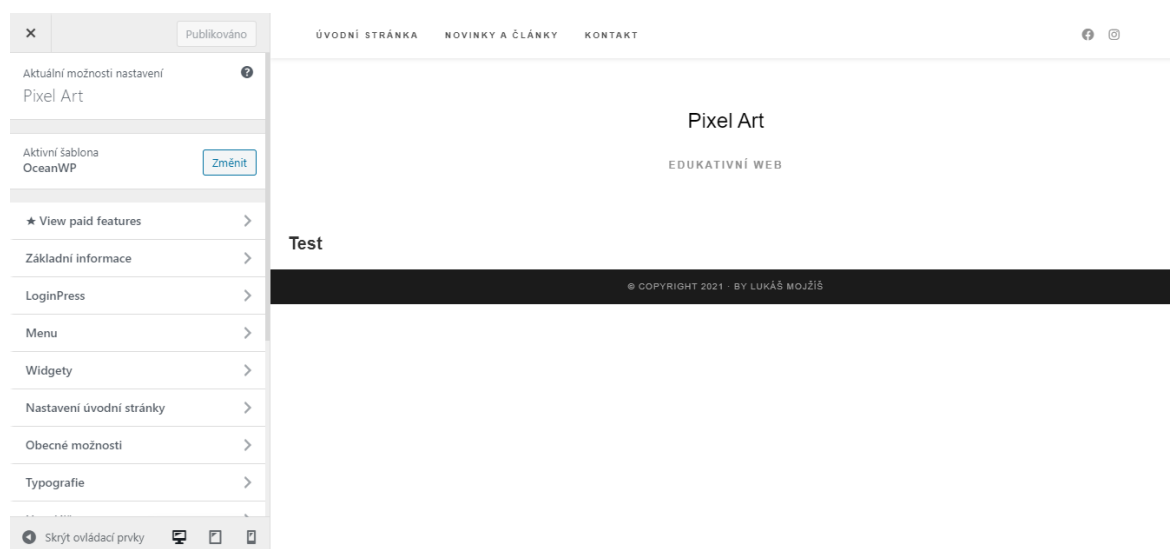 Publikováno
Aktuální možnosti nastavení
Pixel Art
Aktivní šablona
OceanWP
Změnit
★ View paid features
Základní informace
LoginPress
Menu
Widgety
Nastavení úvodní stránky
Obecné možnosti
Typografie
Skrýt ovládací prvky
ÚVODNÍ STRÁNKA NOVINKY A ČLÁNKY KONTAKT
Pixel Art
EDUKATIVNÍ WEB
Test
© COPYRIGHT 2021 · BY LUKÁŠ MOJŽÍŠ